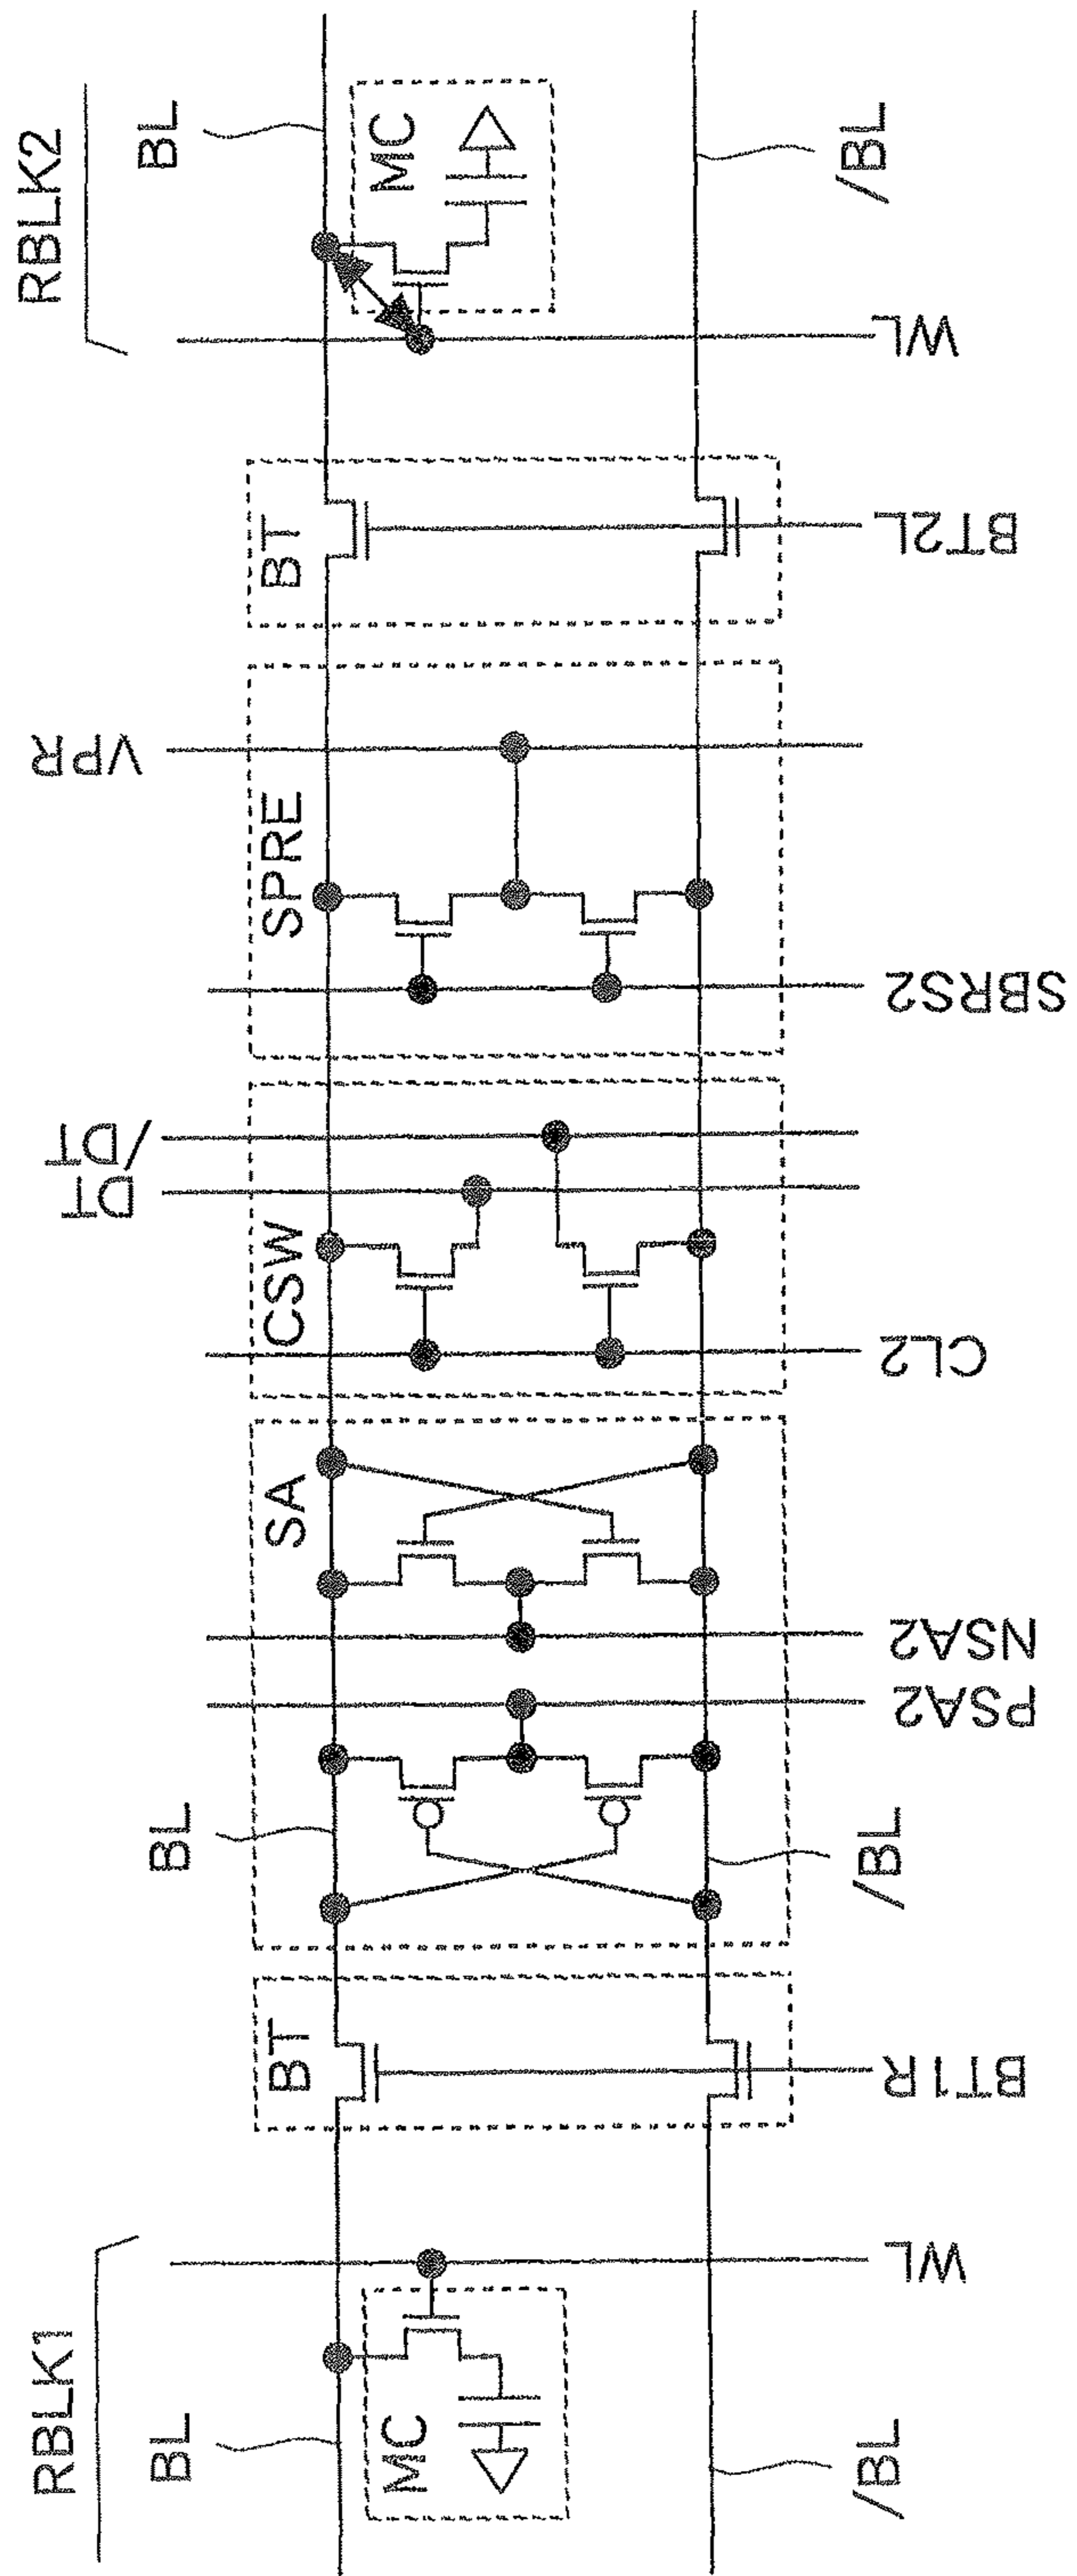 RBLK1
RBLK2
BL
BL
BL
MC
BT
SA
CSW
DT
/DT
SPRE
VPR
BT
MC
/BL
WL
BT1R
/BL
PSA2
NSA2
CL2
SBRS2
BT2L
WL
/BL